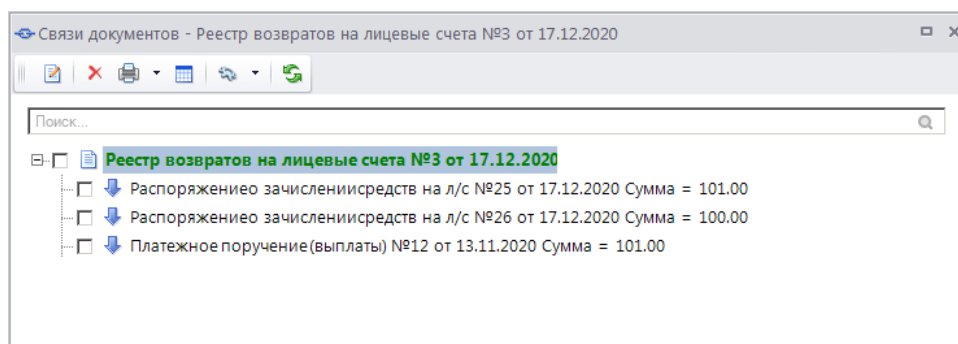 Связи документов - Реестр возвратов на лицевые счета №3 от 17.12.2020
Поиск...
Реестр возвратов на лицевые счета №3 от 17.12.2020
Распоряжениео зачислениисредств на л/с №25 от 17.12.2020 Сумма = 101.00
Распоряжениео зачислениисредств на л/с №26 от 17.12.2020 Сумма = 100.00
Платежное поручение(выплаты) №12 от 13.11.2020 Сумма = 101.00